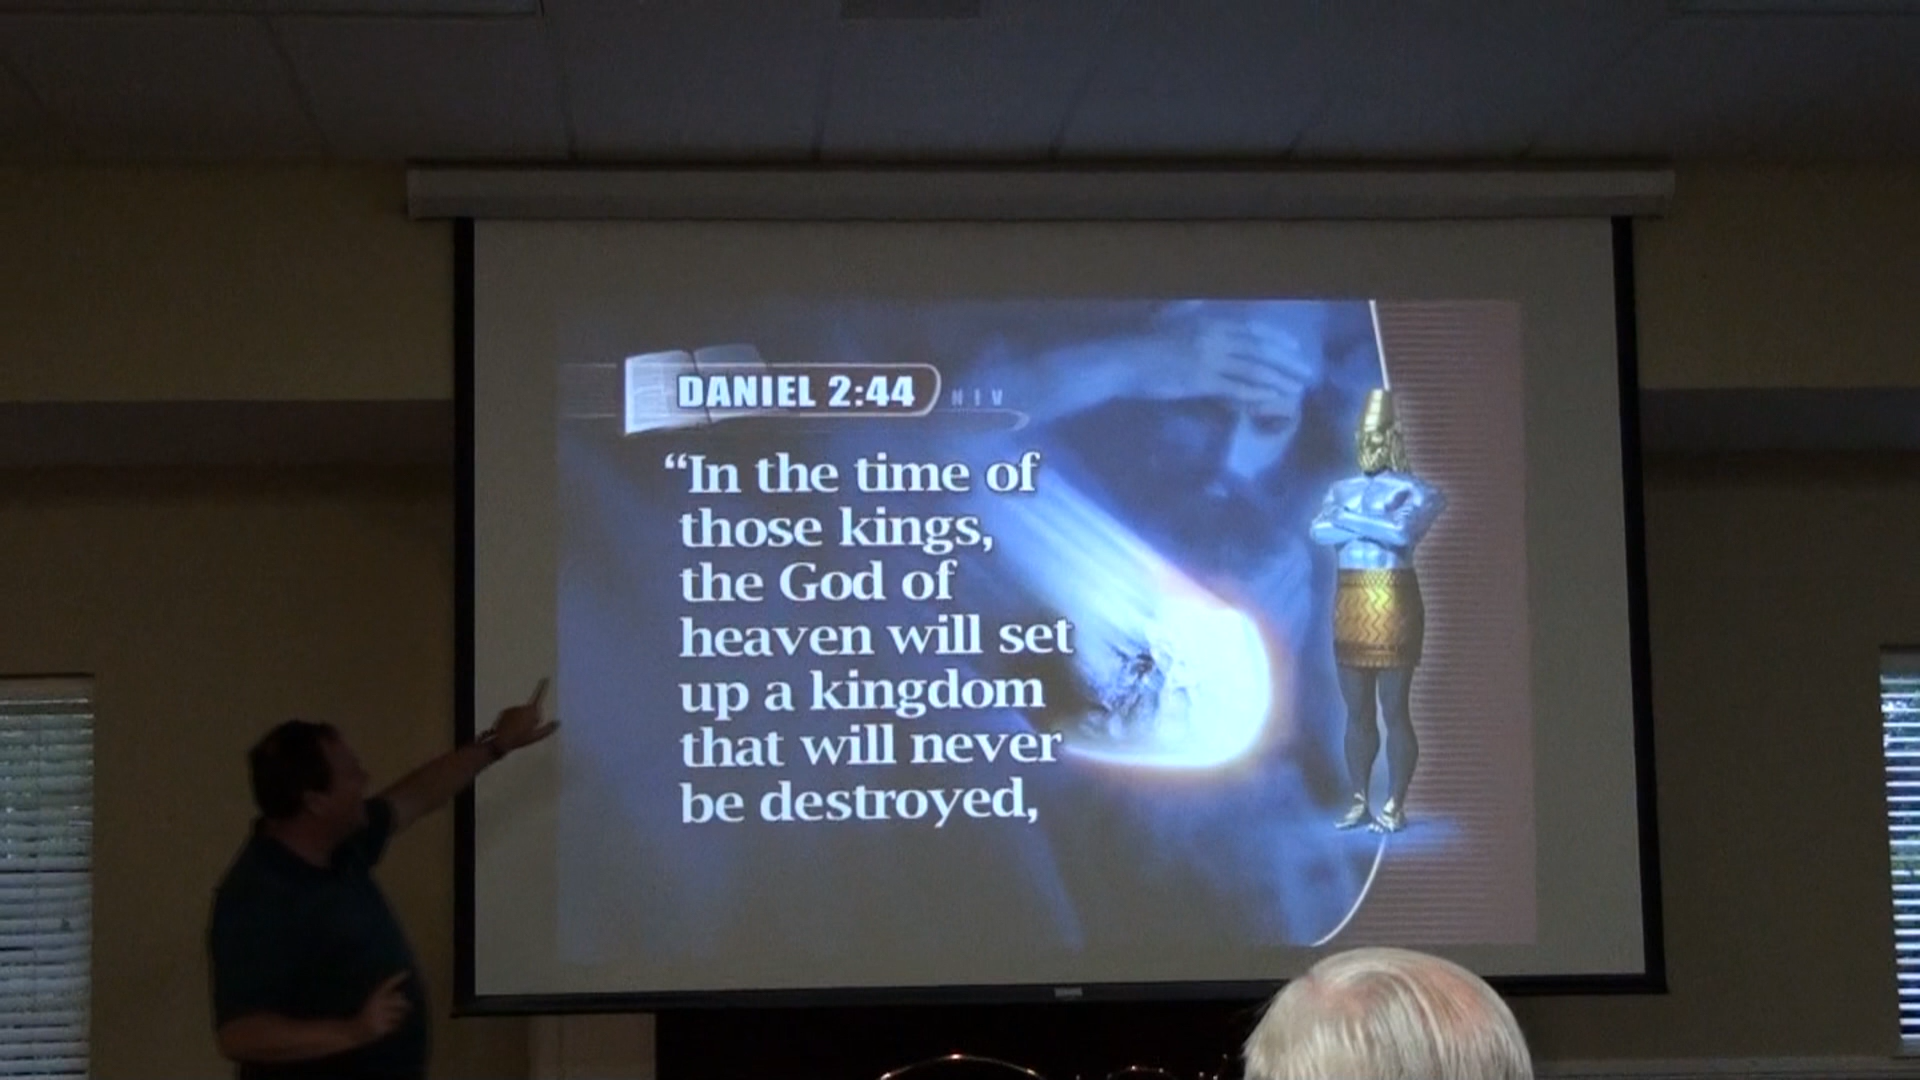 DANIEL 2:44 NIV
“In the time of
those kings,
the God of
heaven will set
up a kingdom
that will never
be destroyed,